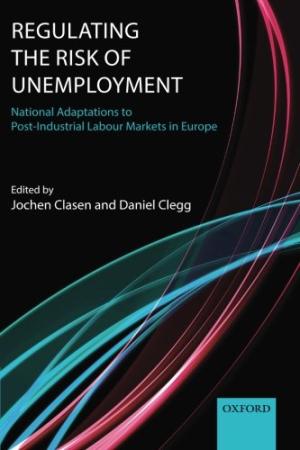 REGULATING
THE RISK OF
UNEMPLOYMENT
National Adaptations to
Post-Industrial Labour Markets in Europe
Edited by
Jochen Clasen and Daniel Clegg
OXFORD